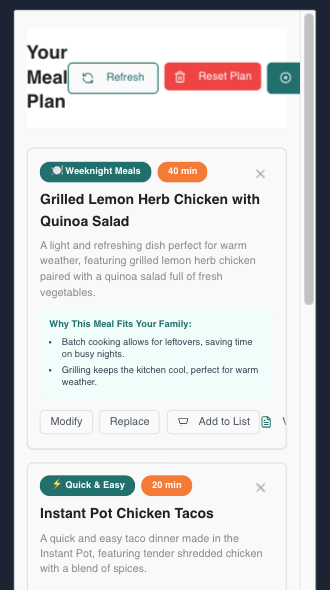 Your
Meal
Plan
Refresh
Reset Plan
Weeknight Meals
40 min
Grilled Lemon Herb Chicken with
Quinoa Salad
A light and refreshing dish perfect for warm
weather, featuring grilled lemon herb chicken
paired with a quinoa salad full of fresh
vegetables.
Why This Meal Fits Your Family:
• Batch cooking allows for leftovers, saving time
on busy nights.
• Grilling keeps the kitchen cool, perfect for warm
weather.
Modify
Replace
Add to List
Quick & Easy
20 min
Instant Pot Chicken Tacos
A quick and easy taco dinner made in the
Instant Pot, featuring tender shredded chicken
with a blend of spices.